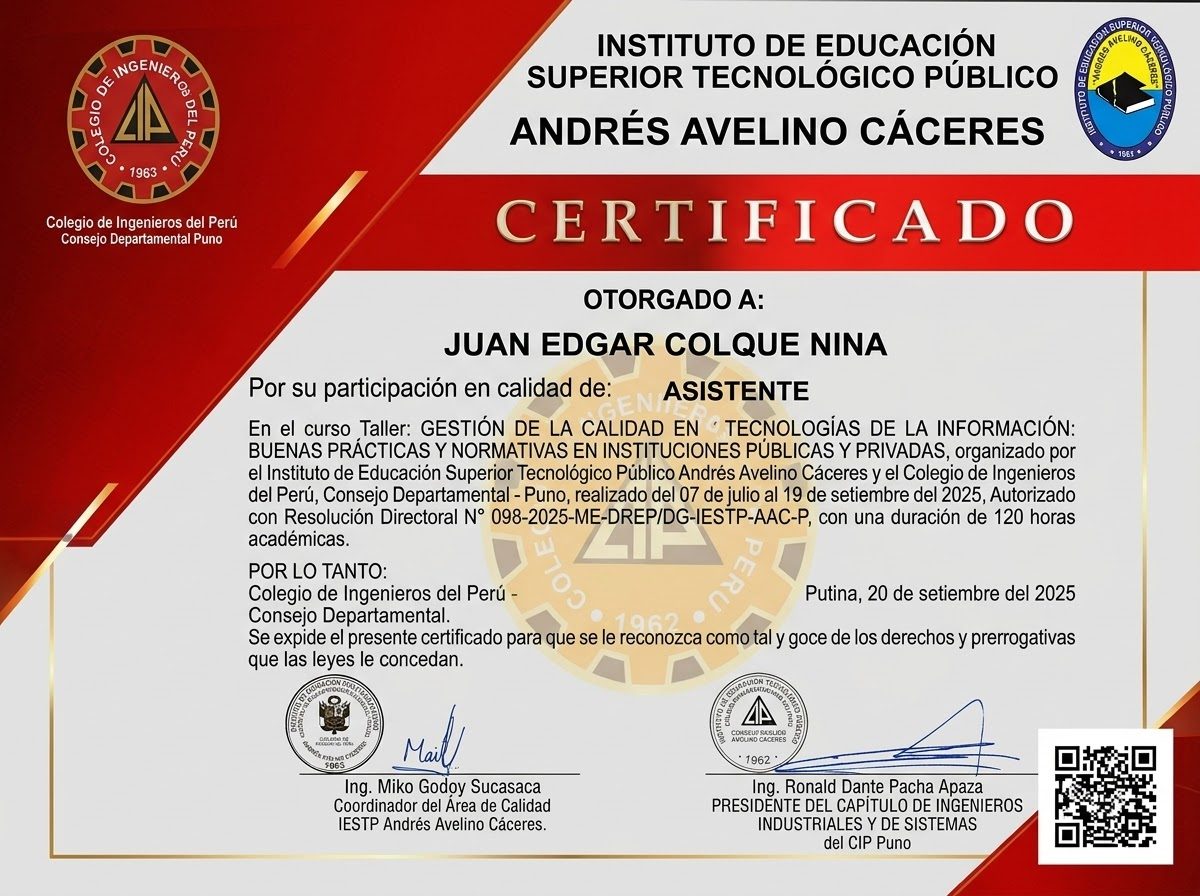 COLEGIO DE INGENIEROS DEL PERÚ
1963
Colegio de Ingenieros del Perú
Consejo Departamental Puno
INSTITUTO DE EDUCACIÓN
SUPERIOR TECNOLÓGICO PÚBLICO
ANDRÉS AVELINO CÁCERES
CERTIFICADO
OTORGADO A:
JUAN EDGAR COLQUE NINA
Por su participación en calidad de: ASISTENTE
En el curso Taller: GESTIÓN DE LA CALIDAD EN TECNOLOGÍAS DE LA INFORMACIÓN:
BUENAS PRÁCTICAS Y NORMATIVAS EN INSTITUCIONES PÚBLICAS Y PRIVADAS, organizado por
el Instituto de Educación Superior Tecnológico Público Andrés Avelino Cáceres y el Colegio de Ingenieros
del Perú, Consejo Departamental - Puno, realizado del 07 de julio al 19 de setiembre del 2025, Autorizado
con Resolución Directoral N° 098-2025-ME-DREP/DG-IESTP-AAC-P, con una duración de 120 horas
académicas.
POR LO TANTO:
Colegio de Ingenieros del Perú -
Consejo Departamental.
Putina, 20 de setiembre del 2025
Se expide el presente certificado para que se le reconozca como tal y goce de los derechos y prerrogativas
que las leyes le concedan.
CIP
1962
1962
Ing. Miko Godoy Sucasaca
Coordinador del Área de Calidad
IESTP Andrés Avelino Cáceres.
Ing. Ronald Dante Pacha Apaza
PRESIDENTE DEL CAPÍTULO DE INGENIEROS
INDUSTRIALES Y DE SISTEMAS
del CIP Puno